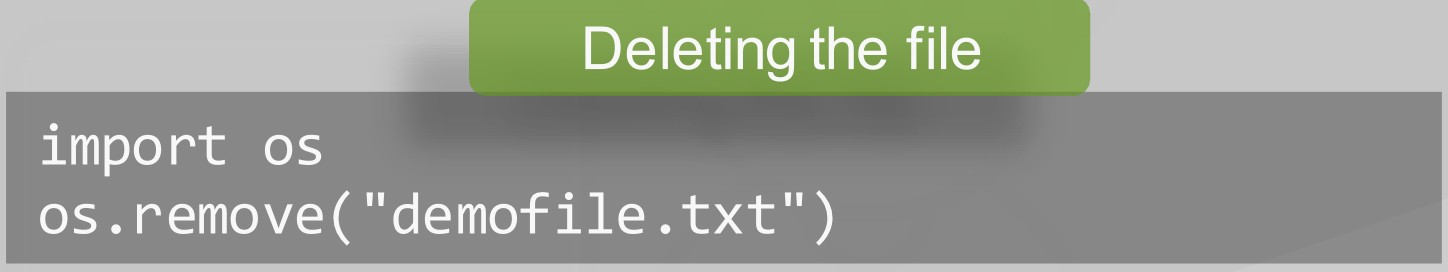 Deleting the file
import os
os.remove("demofile.txt")